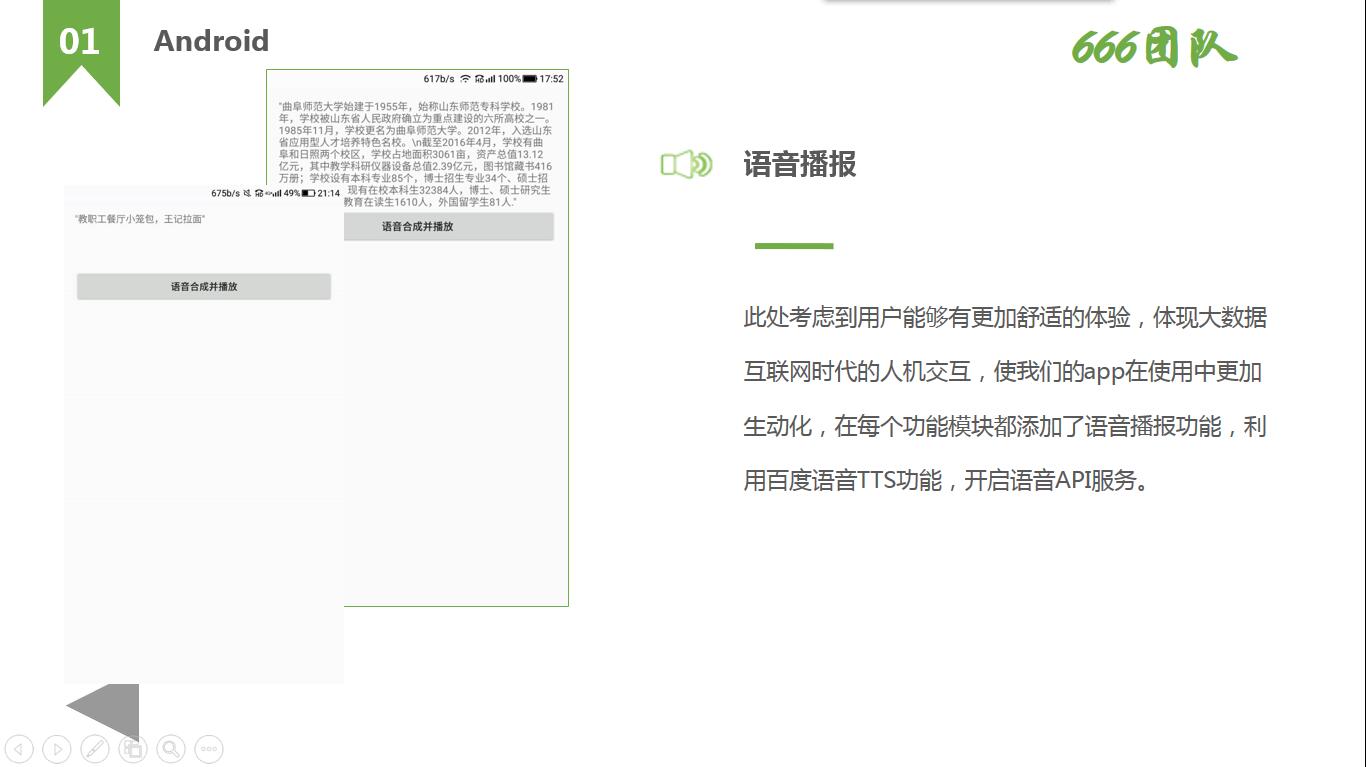 01
Android
666团队
617b/s
100%
17:52
"曲阜师范大学始建于1955年，始称山东师范专科学校。1981
年，学校被山东省人民政府确立为重点建设的六所高校之一。
1985年11月，学校更名为曲阜师范大学。2012年，入选山东
省应用型人才培养特色名校。\n截至2016年4月，学校有曲
阜和日照两个校区，学校占地面积3061亩，资产总值13.12
亿元，其中教学科研仪器设备总值2.39亿元，图书馆藏书416
万册；学校设有本科专业85个，博士招生专业34个、硕士招
现有在校本科生32384人，博士、硕士研究生
教育在读生1610人，外国留学生81人."
语音合成并播放
675b/s
49%
21:14
"教职工餐厅小笼包，王记拉面"
语音合成并播放
语音播报
此处考虑到用户能够有更加舒适的体验，体现大数据
互联网时代的人机交互，使我们的app在使用中更加
生动化，在每个功能模块都添加了语音播报功能，利
用百度语音TTS功能，开启语音API服务。